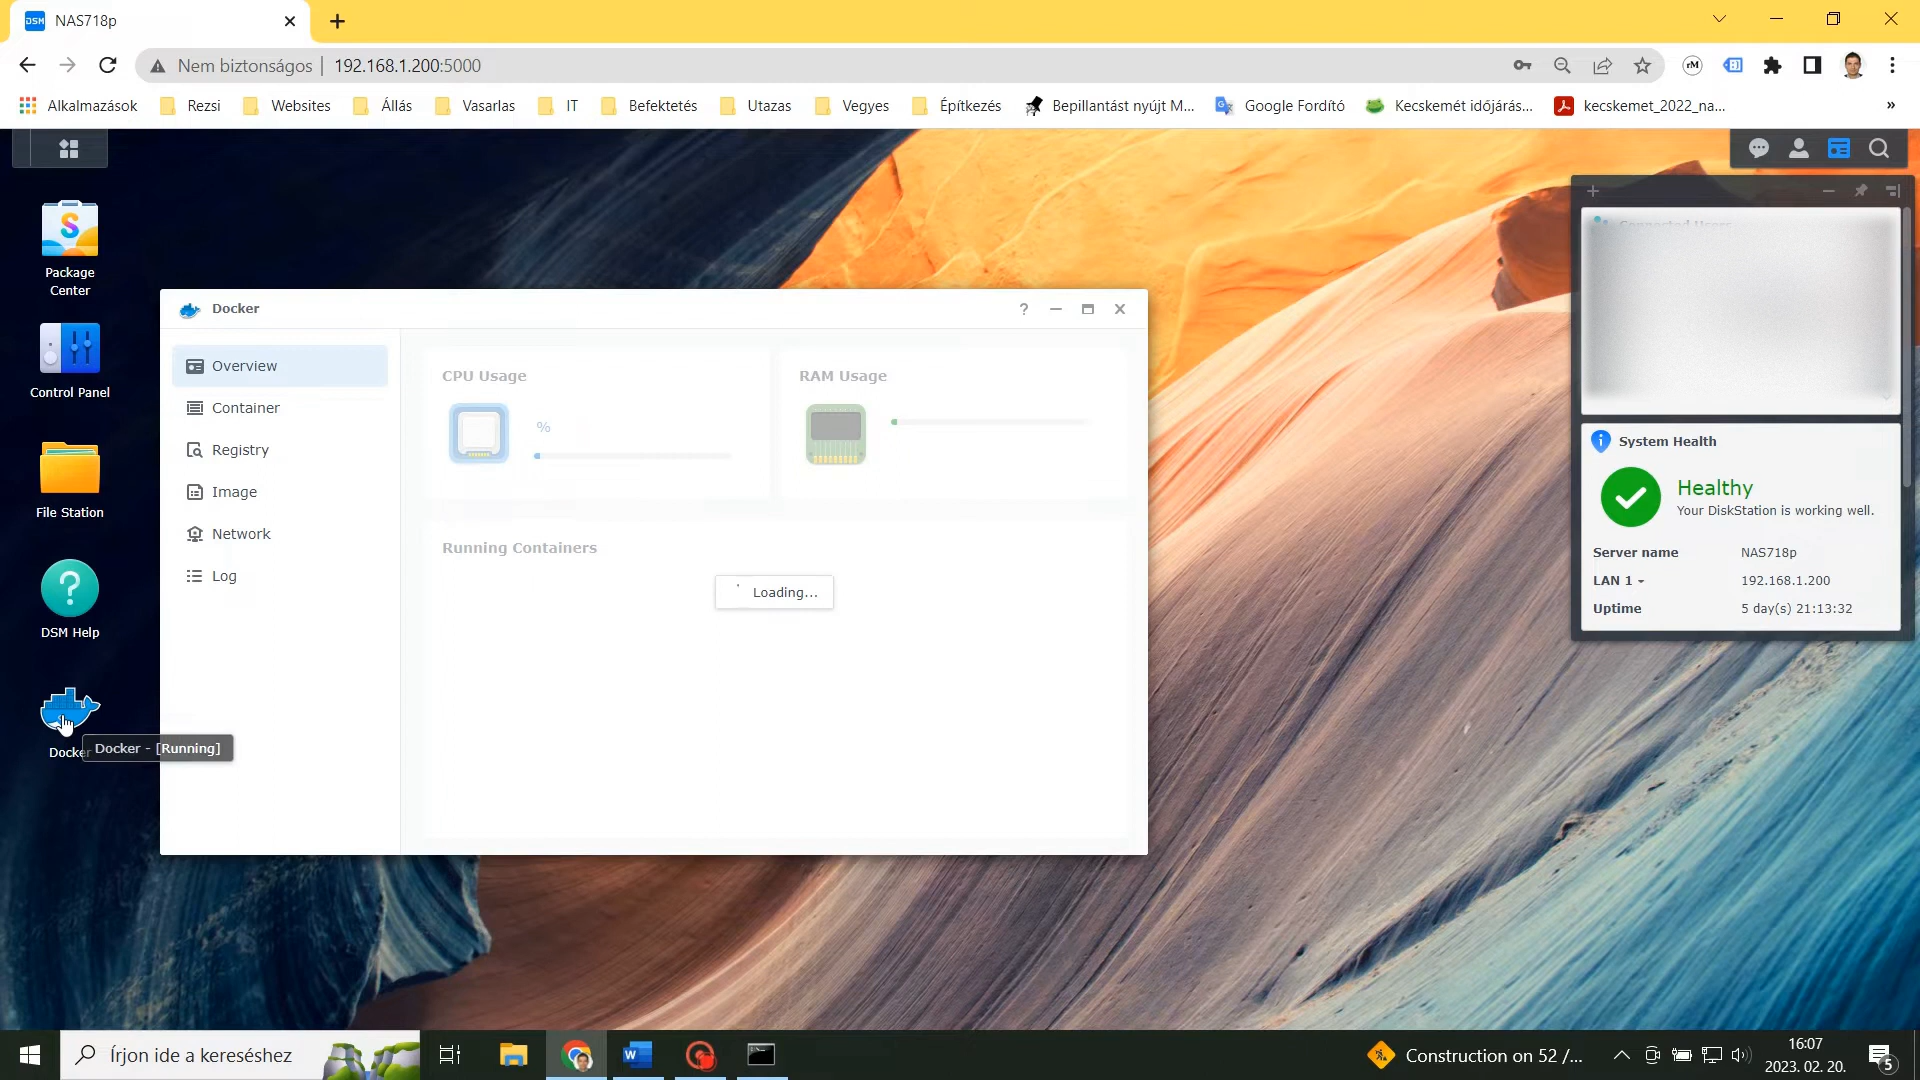 NAS718p
Nem biztonságos | 192.168.1.200:5000
Alkalmazások Rezsi Websites Állás Vasarlas IT Befektetés Utazas Vegyes Építkezés Bepillantást nyújt M... Google Fordító Kecskemét időjárás... kecskemet_2022_na... »
Package
Center
Control Panel
File Station
DSM Help
Docker - [Running]
Docker
Overview
Container
Registry
Image
Network
Log
CPU Usage
%
RAM Usage
Running Containers
Loading...
Connected Users
System Health
Healthy
Your DiskStation is working well.
Server name NAS718p
LAN 1 192.168.1.200
Uptime 5 day(s) 21:13:32
Írjon ide a kereséshez
Construction on 52 /...
16:07
2023. 02. 20.
5